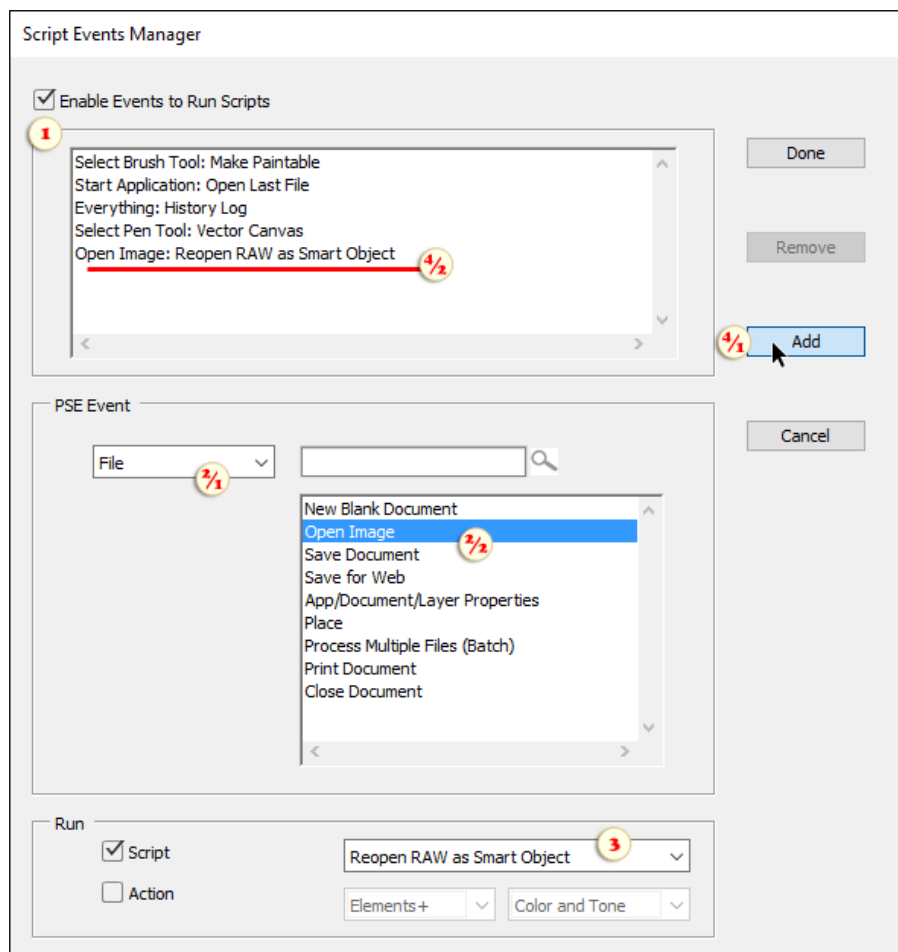 Script Events Manager
Enable Events to Run Scripts
1
Select Brush Tool: Make Paintable
Start Application: Open Last File
Everything: History Log
Select Pen Tool: Vector Canvas
Open Image: Reopen RAW as Smart Object
4/2
Done
Remove
4/1
Add
Cancel
PSE Event
File
2/1
New Blank Document
Open Image
2/2
Save Document
Save for Web
App/Document/Layer Properties
Place
Process Multiple Files (Batch)
Print Document
Close Document
Run
Script
Reopen RAW as Smart Object
3
Action
Elements+
Color and Tone